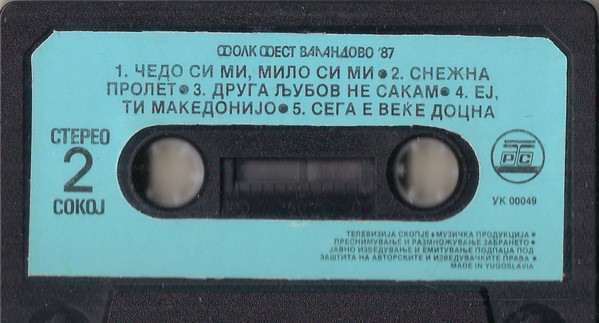 ФОЛК ФЕСТ ВАЛАНДОВО '87
1. ЧЕДО СИ МИ, МИЛО СИ МИ● 2. СНЕЖНА
ПРОЛЕТ● 3. ДРУГА ЉУБОВ НЕ САКАМ● 4. ЕЈ,
ТИ МАКЕДОНИЈО● 5. СЕГА Е ВЕЌЕ ДОЦНА
СТЕРЕО
2
СОКОЈ
РТС
УК 00049
ТЕЛЕВИЗИЈА СКОПЈЕ ● МУЗИЧКА ПРОДУКЦИЈА ●
ПРЕСНИМУВАЊЕ И РАЗМНОЖУВАЊЕ ЗАБРАНЕТО ●
ЈАВНО ИЗВЕДУВАЊЕ И ЕМИТУВАЊЕ ПОДПАЃА ПОД
ЗАШТИТА НА АВТОРСКИТЕ И ИЗВЕДУВАЧКИТЕ ПРАВА ●
MADE IN YUGOSLAVIA